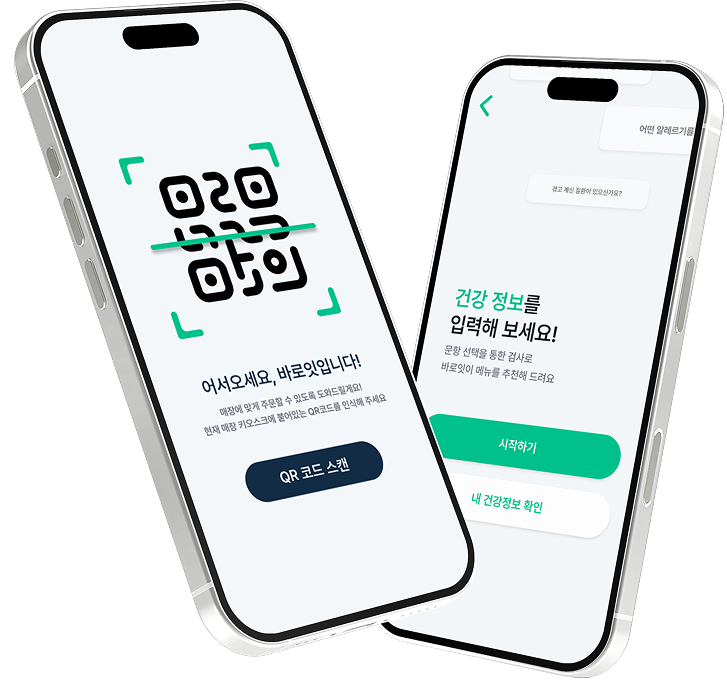 어서오세요, 바로잇입니다!
매장에 맞게 주문할 수 있도록 도와드릴게요!
현재 매장 키오스크에 붙어있는 QR코드를 인식해 주세요
QR 코드 스캔
어떤 알레르기를
겪고 계신 질환이 있으신가요?
건강 정보를
입력해 보세요!
문항 선택을 통한 검사로
바로잇이 메뉴를 추천해 드려요
시작하기
내 건강정보 확인